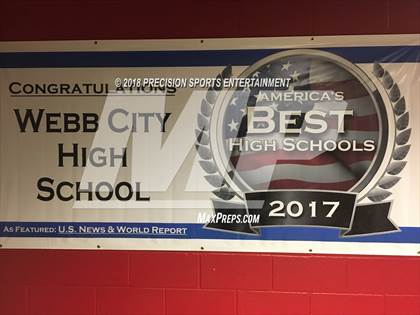 © 2018 PRECISION SPORTS ENTERTAINMENT
CONGRATULATIONS
WEBB CITY
HIGH
SCHOOL
AS FEATURED: U.S. NEWS & WORLD REPORT
AMERICA'S
BEST
HIGH SCHOOLS
2017
MAXPREPS.COM